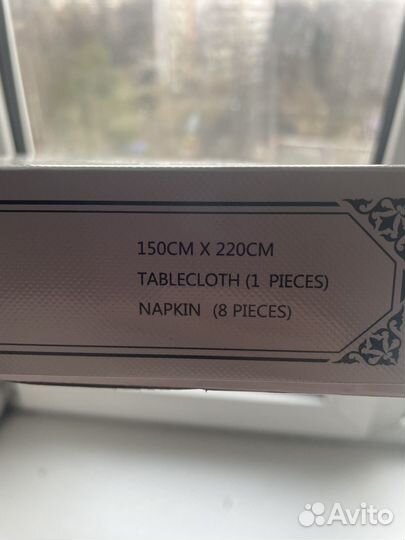 150CM X 220CM
TABLECLOTH (1 PIECES)
NAPKIN (8 PIECES)
Avito